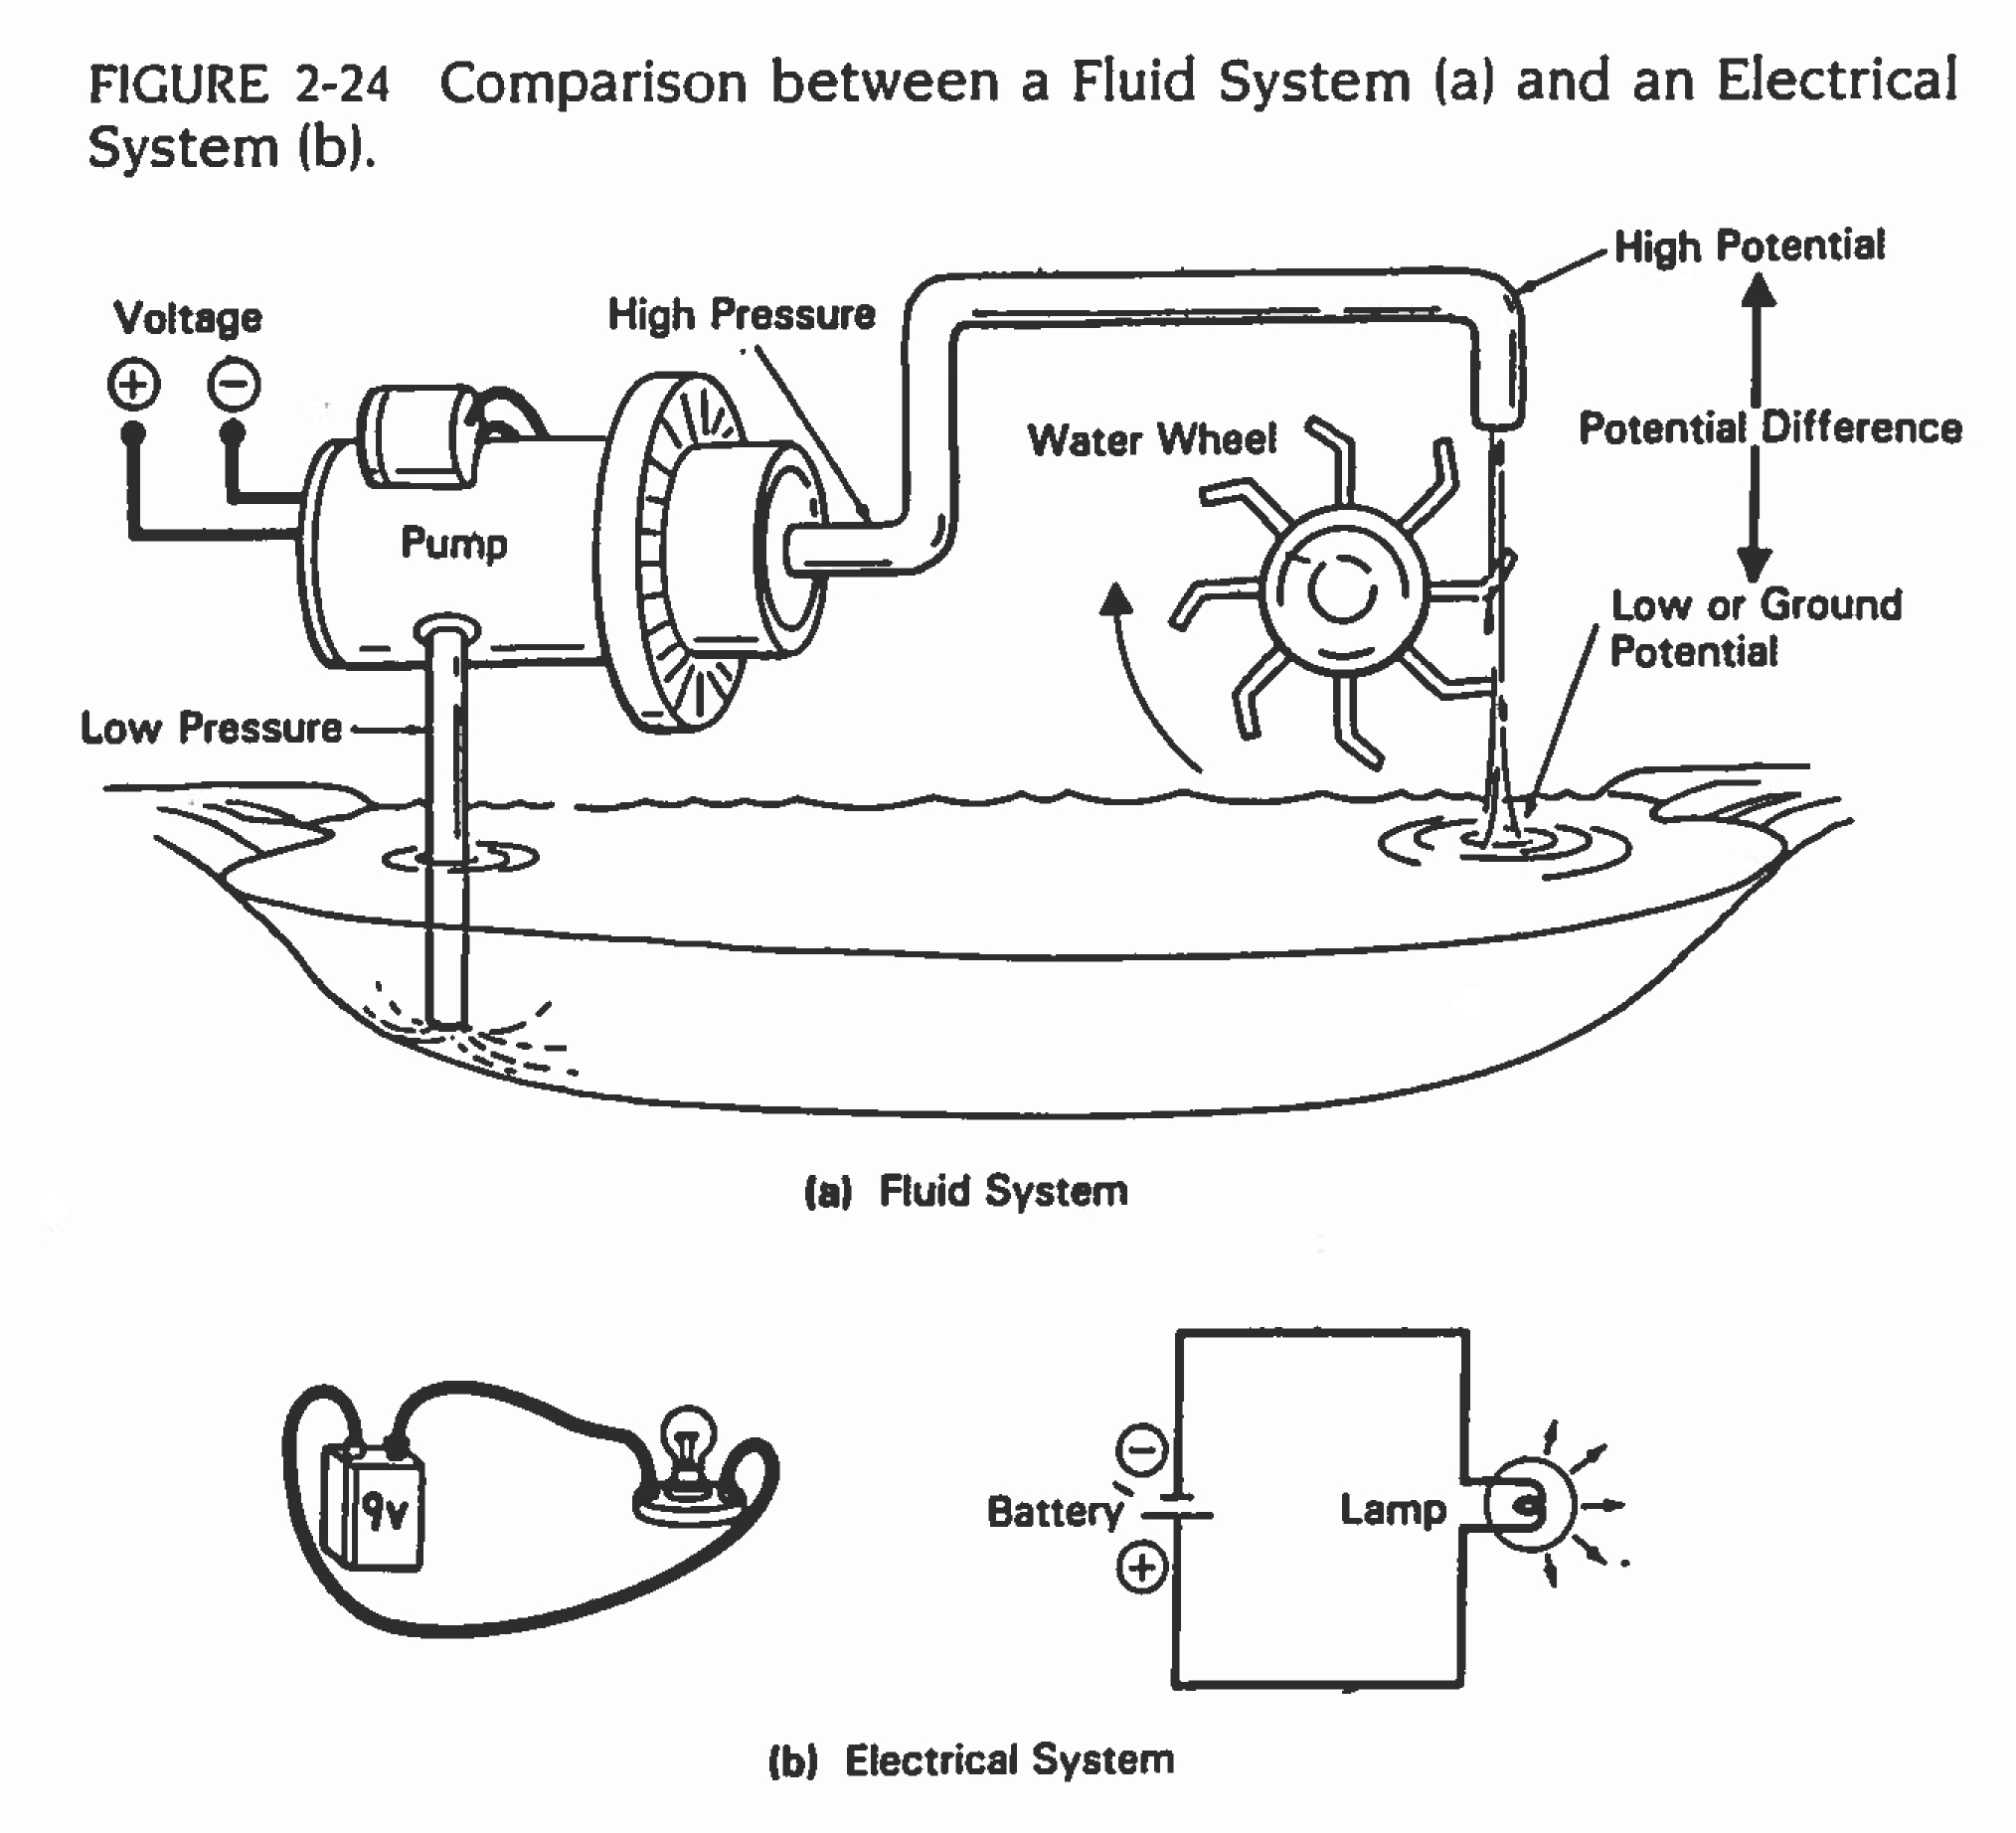 FIGURE 2-24 Comparison between a Fluid System (a) and an Electrical
System (b).
High Potential
Voltage
High Pressure
+ −
Potential Difference
Water Wheel
Pump
Low or Ground
Potential
Low Pressure
(a) Fluid System
−
9v
Battery
Lamp
+
(b) Electrical System